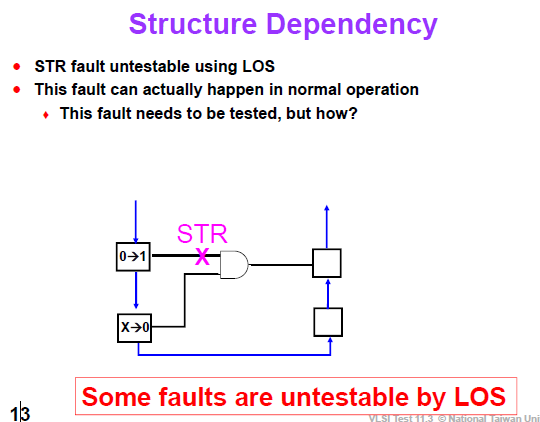 Structure Dependency
STR fault untestable using LOS
This fault can actually happen in normal operation
This fault needs to be tested, but how?
STR
X
0→1
X→0
Some faults are untestable by LOS
13
VLSI Test 11.3 © National Taiwan Uni